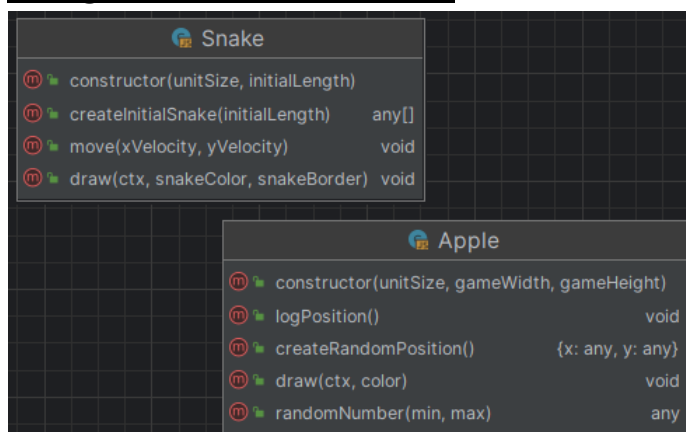 Snake
constructor(unitSize, initialLength)
createInitialSnake(initialLength) any[]
move(xVelocity, yVelocity) void
draw(ctx, snakeColor, snakeBorder) void
Apple
constructor(unitSize, gameWidth, gameHeight)
logPosition() void
createRandomPosition() {x: any, y: any}
draw(ctx, color) void
randomNumber(min, max) any